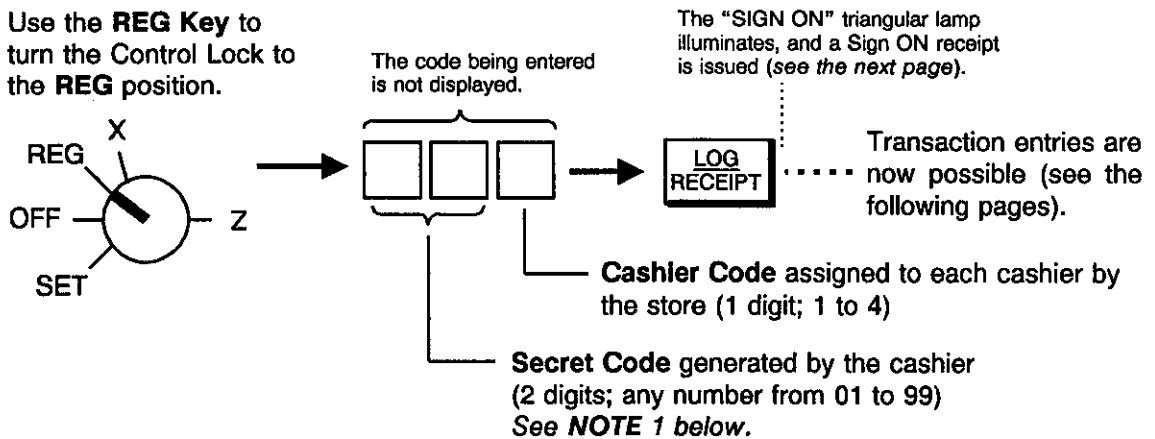 Use the REG Key to
turn the Control Lock to
the REG position.
The code being entered
is not displayed.
The “SIGN ON” triangular lamp
illuminates, and a Sign ON receipt
is issued (see the next page).
X
REG
OFF
Z
SET
LOG
RECEIPT
Transaction entries are
now possible (see the
following pages).
Cashier Code assigned to each cashier by
the store (1 digit; 1 to 4)
Secret Code generated by the cashier
(2 digits; any number from 01 to 99)
See NOTE 1 below.